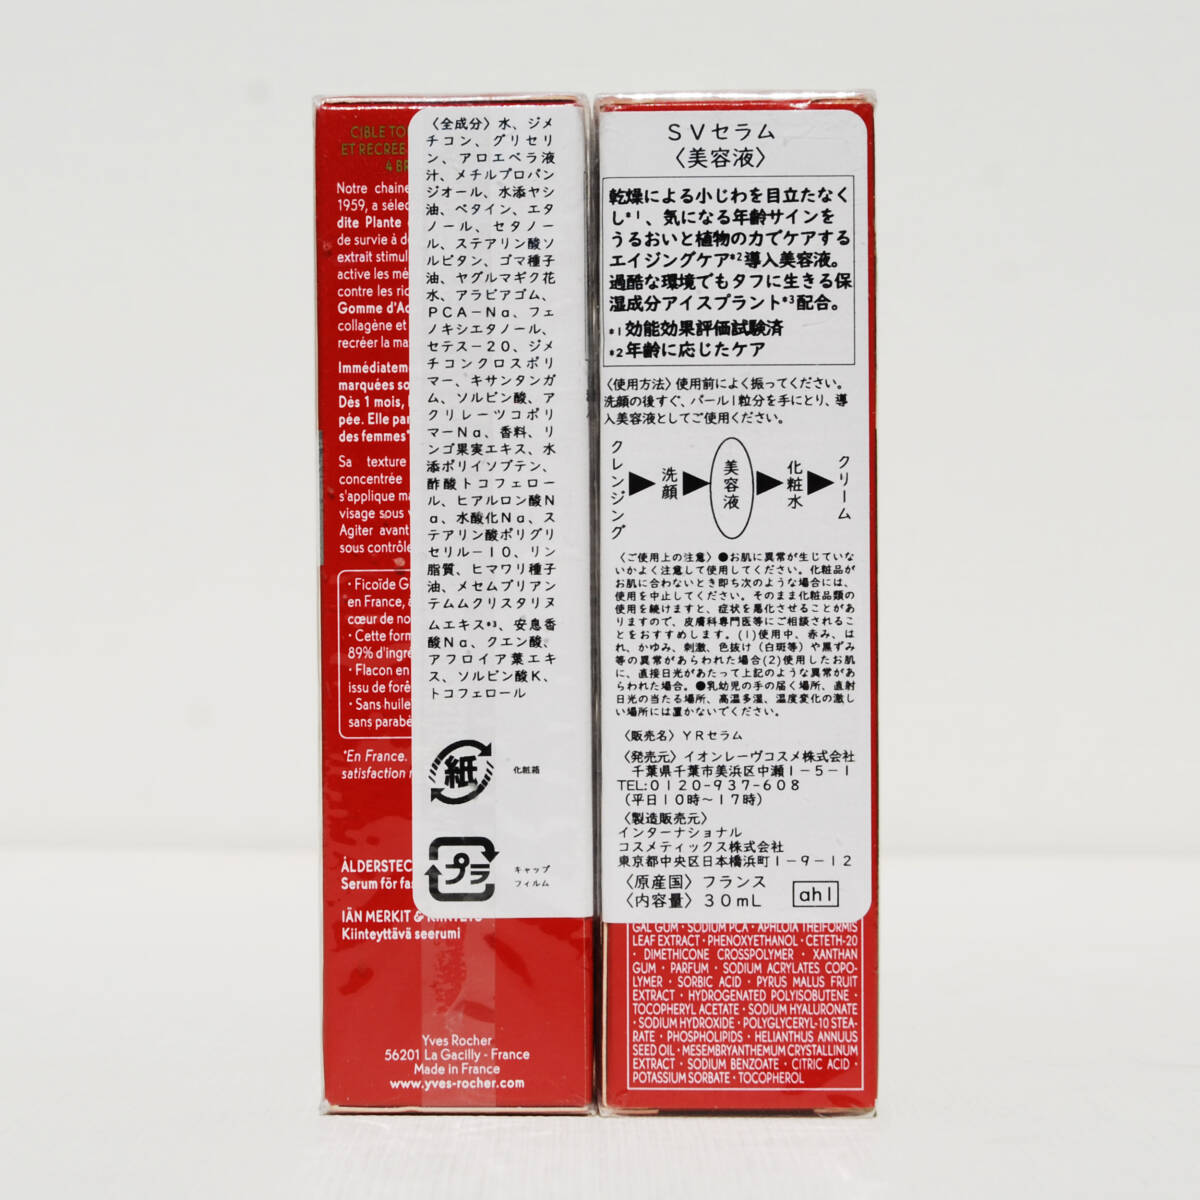 CIBLE TO
ET RECRÉE
4 BR
Notre chaîne
1959, a sélec
dite Plante
de survie à d
extrait stimul
active les mé
contre les ric
Gomme d'Ac
collagène et
recréer la ma
Immédiateme
marquées so
Dès 1 mois,
pée. Elle par
des femmes*
Sa texture
concentrée
s'applique ma
visage sous
Agiter avant
sous contrôle
• Ficoïde G
en France,
cœur de no
• Cette form
89% d'ingré
• Flacon en
issu de forê
• Sans huile
sans parabè
*En France.
satisfaction
ÅLDERSTEC
Serum för fas
IÄN MERKIT & KIINTEYS
Kiinteyttävä seerumi
Yves Rocher
56201 La Gacilly - France
Made in France
www.yves-rocher.com
〈全成分〉水、ジメ
チコン、グリセリ
ン、アロエベラ液
汁、メチルプロパン
ジオール、水添ヤシ
油、ベタイン、エタ
ノール、セタノー
ル、ステアリン酸ソ
ルビタン、ゴマ種子
油、ヤグルマギク花
水、アラビアゴム、
PCA-Na、フェ
ノキシエタノール、
セテス-20、ジメ
チコンクロスポリ
マー、キサンタンガ
ム、ソルビン酸、ア
クリレーツコポリ
マーNa、香料、リ
ンゴ果実エキス、水
添ポリイソブテン、
酢酸トコフェロー
ル、ヒアルロン酸N
a、水酸化Na、ス
テアリン酸ポリグリ
セリル-10、リン
脂質、ヒマワリ種子
油、メセムブリアン
テムムクリスタリヌ
ムエキス*3、安息香
酸Na、クエン酸、
アフロイア葉エキ
ス、ソルビン酸K、
トコフェロール
紙 化粧箱
プラ キャップ
フィルム
SVセラム
〈美容液〉
乾燥による小じわを目立たなく
し*1、気になる年齢サインを
うるおいと植物の力でケアする
エイジングケア*2導入美容液。
過酷な環境でもタフに生きる保
湿成分アイスプラント*3配合。
*1効能効果評価試験済
*2年齢に応じたケア
〈使用方法〉使用前によく振ってください。
洗顔の後すぐ、パール1粒分を手にとり、導
入美容液としてご使用ください。
クレンジング▶洗顔▶美容液▶化粧水▶クリーム
〈ご使用上の注意〉●お肌に異常が生じていな
いかよく注意して使用してください。化粧品が
お肌に合わないとき即ち次のような場合には、
使用を中止してください。そのまま化粧品類の
使用を続けますと、症状を悪化させることがあ
りますので、皮膚科専門医等にご相談されるこ
とをおすすめします。(1)使用中、赤み、は
れ、かゆみ、刺激、色抜け（白斑等）や黒ずみ
等の異常があらわれた場合(2)使用したお肌
に、直接日光があたって上記のような異常があ
らわれた場合。●乳幼児の手の届く場所、直射
日光の当たる場所、高温多湿、温度変化の激し
い場所には置かないでください。
〈販売名〉YRセラム
〈発売元〉イオンレーヴコスメ株式会社
千葉県千葉市美浜区中瀬1-5-1
TEL:0120-937-608
（平日10時～17時）
〈製造販売元〉
インターナショナル
コスメティックス株式会社
東京都中央区日本橋浜町1-9-12
〈原産国〉フランス
〈内容量〉30mL ah1
GAL GUM • SODIUM PCA • APHLOIA THEIFORMIS
LEAF EXTRACT • PHENOXYETHANOL • CETETH-20
• DIMETHICONE CROSSPOLYMER • XANTHAN
GUM • PARFUM • SODIUM ACRYLATES COPO-
LYMER • SORBIC ACID • PYRUS MALUS FRUIT
EXTRACT • HYDROGENATED POLYISOBUTENE •
TOCOPHERYL ACETATE • SODIUM HYALURONATE
• SODIUM HYDROXIDE • POLYGLYCERYL-10 STEA-
RATE • PHOSPHOLIPIDS • HELIANTHUS ANNUUS
SEED OIL • MESEMBRYANTHEMUM CRYSTALLINUM
EXTRACT • SODIUM BENZOATE • CITRIC ACID •
POTASSIUM SORBATE • TOCOPHEROL